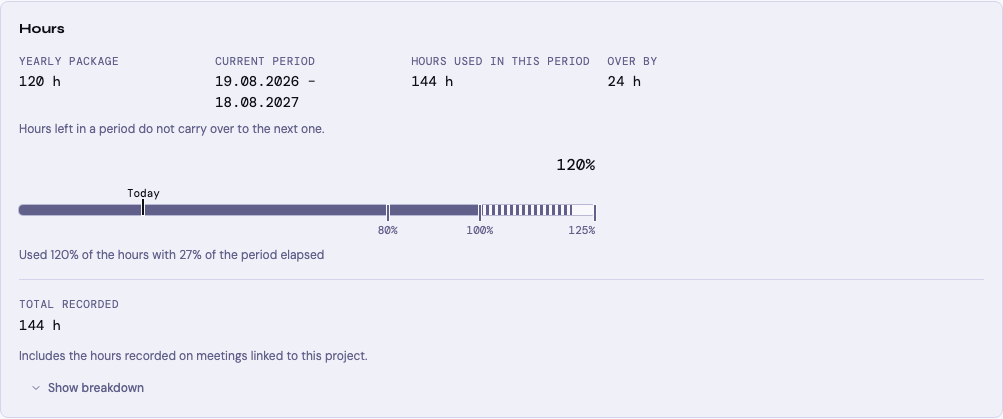 Hours
YEARLY PACKAGE
120 h
CURRENT PERIOD
19.08.2026 –
18.08.2027
HOURS USED IN THIS PERIOD
144 h
OVER BY
24 h
Hours left in a period do not carry over to the next one.
120%
Today
80%
100%
125%
Used 120% of the hours with 27% of the period elapsed
TOTAL RECORDED
144 h
Includes the hours recorded on meetings linked to this project.
Show breakdown